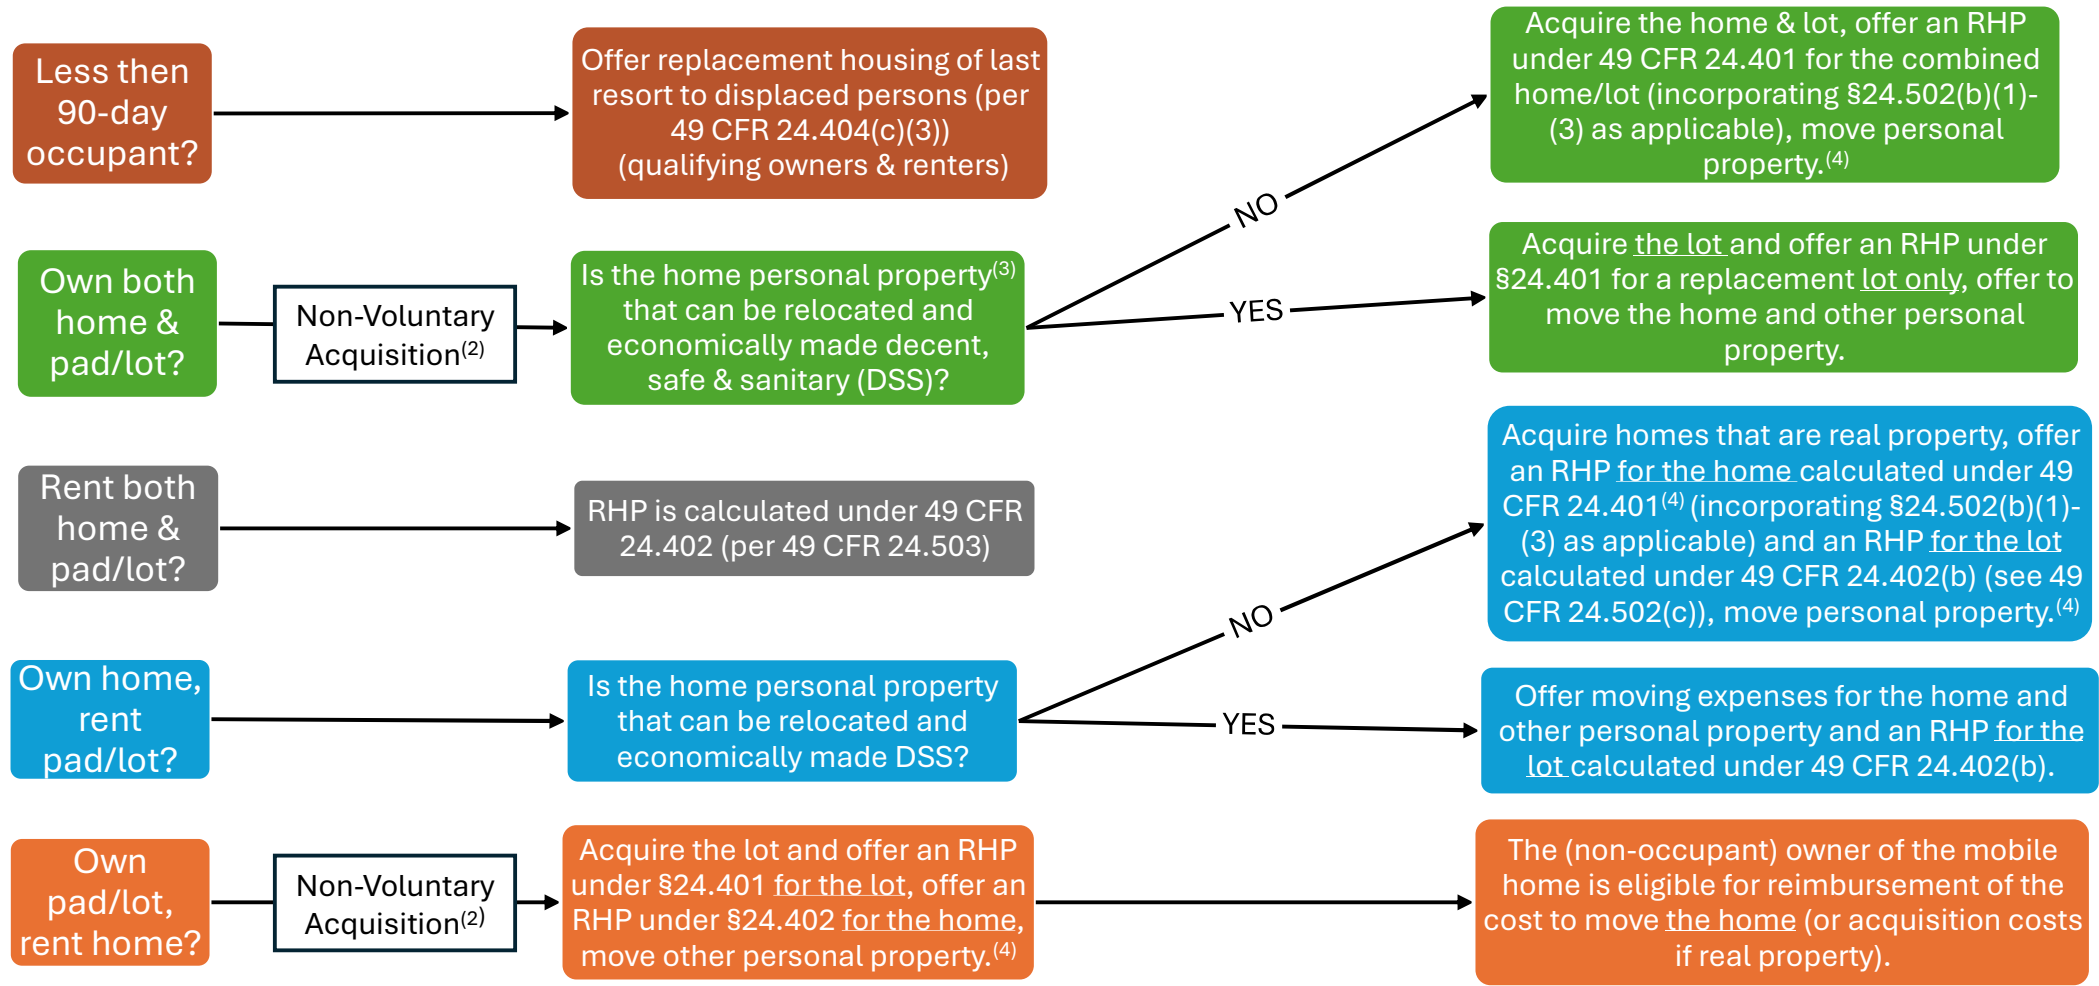 Less then
90-day
occupant?
Offer replacement housing of last
resort to displaced persons (per
49 CFR 24.404(c)(3))
(qualifying owners & renters)
Acquire the home & lot, offer an RHP
under 49 CFR 24.401 for the combined
home/lot (incorporating §24.502(b)(1)-
(3) as applicable), move personal
property.(4)
NO
Own both
home &
pad/lot?
Non-Voluntary
Acquisition(2)
Is the home personal property(3)
that can be relocated and
economically made decent,
safe & sanitary (DSS)?
YES
Acquire the lot and offer an RHP under
§24.401 for a replacement lot only, offer to
move the home and other personal
property.
Rent both
home &
pad/lot?
RHP is calculated under 49 CFR
24.402 (per 49 CFR 24.503)
Acquire homes that are real property, offer
an RHP for the home calculated under 49
CFR 24.401(4) (incorporating §24.502(b)(1)-
(3) as applicable) and an RHP for the lot
calculated under 49 CFR 24.402(b) (see 49
CFR 24.502(c)), move personal property.(4)
NO
Own home,
rent
pad/lot?
Is the home personal property
that can be relocated and
economically made DSS?
YES
Offer moving expenses for the home and
other personal property and an RHP for the
lot calculated under 49 CFR 24.402(b).
Own
pad/lot,
rent home?
Non-Voluntary
Acquisition(2)
Acquire the lot and offer an RHP
under §24.401 for the lot, offer an
RHP under §24.402 for the home,
move other personal property.(4)
The (non-occupant) owner of the mobile
home is eligible for reimbursement of the
cost to move the home (or acquisition costs
if real property).